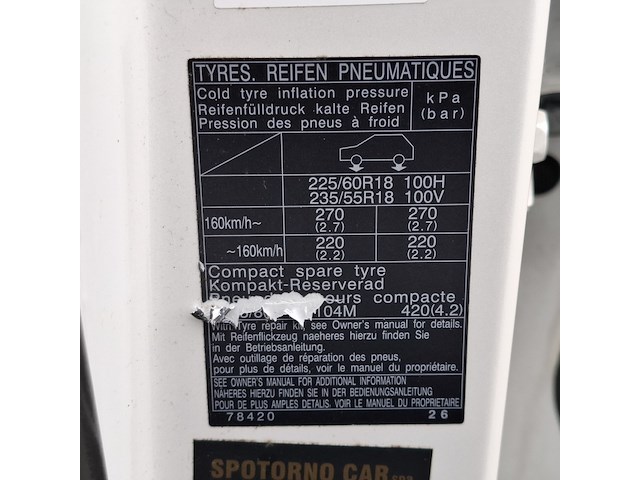 TYRES. REIFEN PNEUMATIQUES
Cold tyre inflation pressure
Reifenfülldruck kalte Reifen
Pression des pneus à froid
kPa
(bar)
225/60R18 100H
235/55R18 100V
160km/h~ 270 270
(2.7) (2.7)
~160km/h 220 220
(2.2) (2.2)
Compact spare tyre
Kompakt-Reserverad
compacte
104M 420(4.2)
With Tyre repair kit, see Owner's manual for details.
Mit Reifenflickzeug naeheres hierzu finden Sie
in der Betriebsanleitung.
Avec outillage de réparation des pneus,
pour plus de détails, voir le manuel du propriétaire.
SEE OWNER'S MANUAL FOR ADDITIONAL INFORMATION
NAHERES HIERZU FINDEN SIE IN DER BEDIENUNGSANLEITUNG
POUR DE PLUS AMPLES DETALIS. VOIR LE MANUEL DU PROPRIETAIRE
78420 26
SPOTORNO CAR